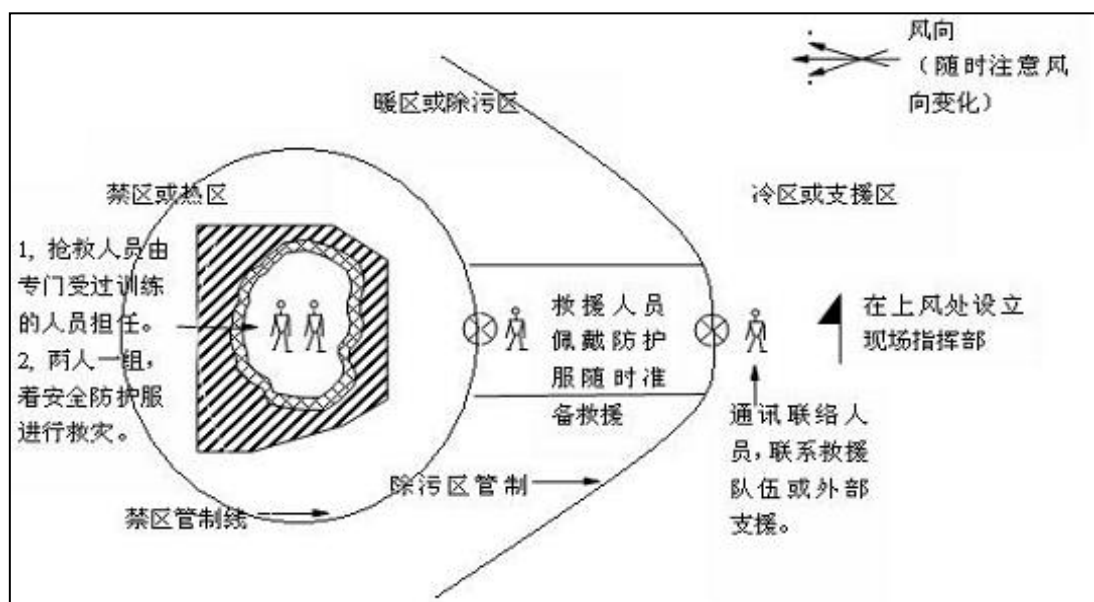 风向
（随时注意风
向变化）
暖区或除污区
禁区或热区
冷区或支援区
1，抢救人员由
专门受过训练
的人员担任。
2，两人一组，
着安全防护服
进行救灾。
救援人员
佩戴防护
服随时准
备救援
在上风处设立
现场指挥部
通讯联络人
员，联系救援
队伍或外部
支援。
除污区管制
禁区管制线